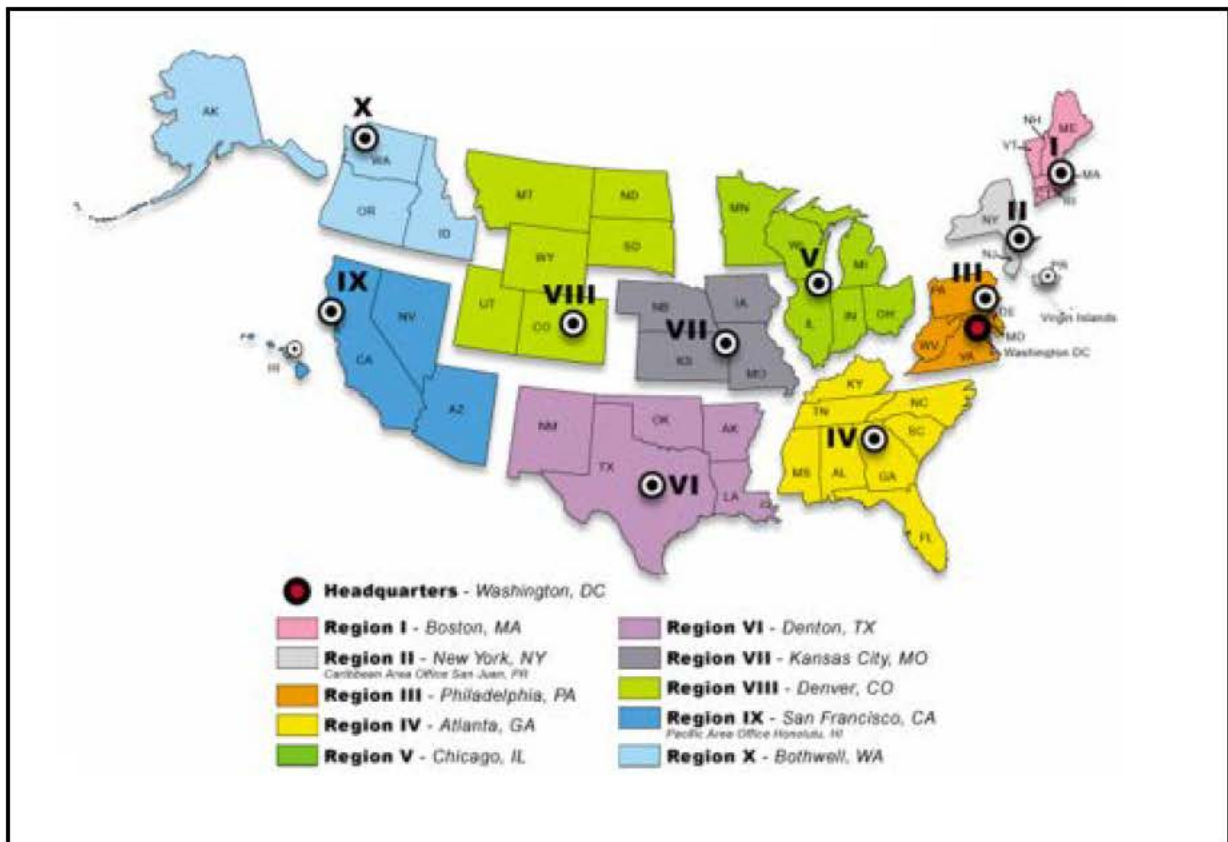 AK
X
WA
OR
ID
MT
ND
SD
WY
UT
CO
VIII
IX
NV
CA
AZ
HI
NB
IA
KS
MO
VII
MN
WI
MI
IL
IN
OH
V
NH
ME
VT
I
MA
RI
II
NY
NJ
PR
Virgin Islands
III
PA
DE
MD
WV
VA
Washington DC
KY
TN
NC
SC
IV
MS
AL
GA
FL
NM
OK
AK
TX
LA
VI
Headquarters - Washington, DC
Region I - Boston, MA
Region II - New York, NY
Caribbean Area Office San Juan, PR
Region III - Philadelphia, PA
Region IV - Atlanta, GA
Region V - Chicago, IL
Region VI - Denton, TX
Region VII - Kansas City, MO
Region VIII - Denver, CO
Region IX - San Francisco, CA
Pacific Area Office Honolulu, HI
Region X - Bothwell, WA